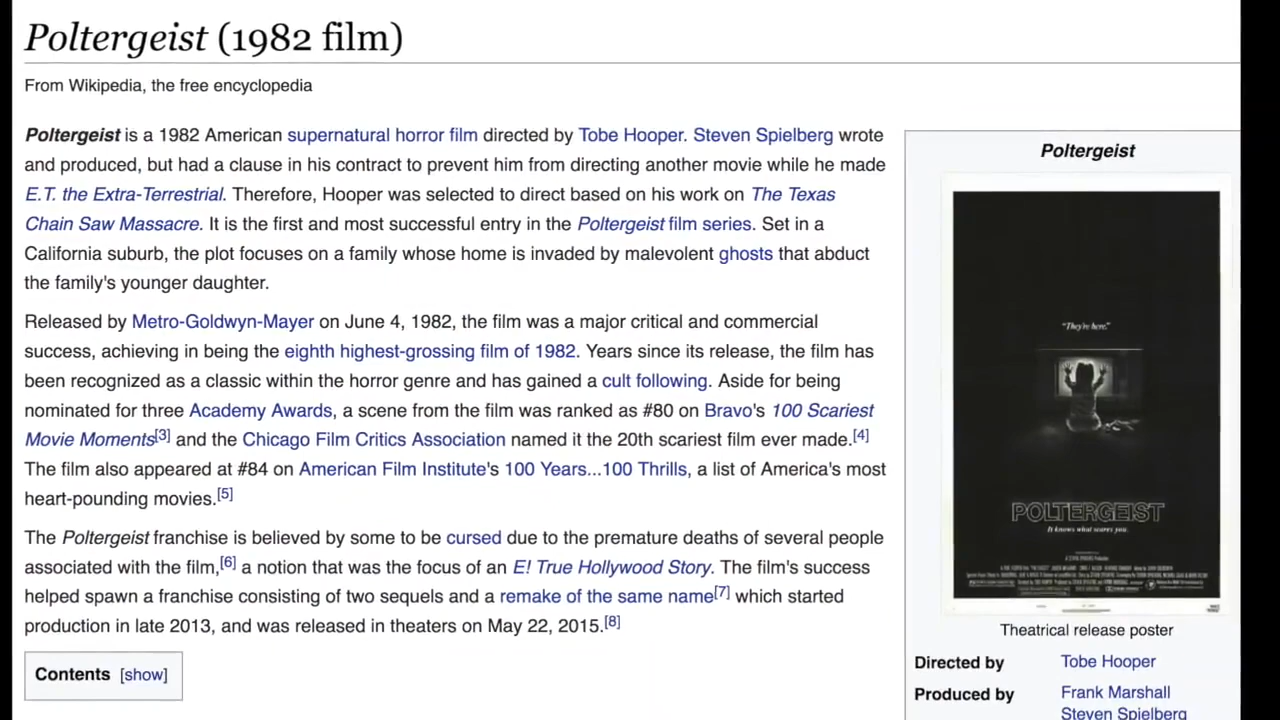 Poltergeist (1982 film)
From Wikipedia, the free encyclopedia
Poltergeist is a 1982 American supernatural horror film directed by Tobe Hooper. Steven Spielberg wrote
and produced, but had a clause in his contract to prevent him from directing another movie while he made
E.T. the Extra-Terrestrial. Therefore, Hooper was selected to direct based on his work on The Texas
Chain Saw Massacre. It is the first and most successful entry in the Poltergeist film series. Set in a
California suburb, the plot focuses on a family whose home is invaded by malevolent ghosts that abduct
the family's younger daughter.
Released by Metro-Goldwyn-Mayer on June 4, 1982, the film was a major critical and commercial
success, achieving in being the eighth highest-grossing film of 1982. Years since its release, the film has
been recognized as a classic within the horror genre and has gained a cult following. Aside for being
nominated for three Academy Awards, a scene from the film was ranked as #80 on Bravo's 100 Scariest
Movie Moments[3] and the Chicago Film Critics Association named it the 20th scariest film ever made.[4]
The film also appeared at #84 on American Film Institute's 100 Years...100 Thrills, a list of America's most
heart-pounding movies.[5]
The Poltergeist franchise is believed by some to be cursed due to the premature deaths of several people
associated with the film,[6] a notion that was the focus of an E! True Hollywood Story. The film's success
helped spawn a franchise consisting of two sequels and a remake of the same name[7] which started
production in late 2013, and was released in theaters on May 22, 2015.[8]
Contents [show]
Poltergeist
"They're here."
POLTERGEIST
It knows what scares you.
Theatrical release poster
Directed by Tobe Hooper
Produced by Frank Marshall
Steven Spielberg